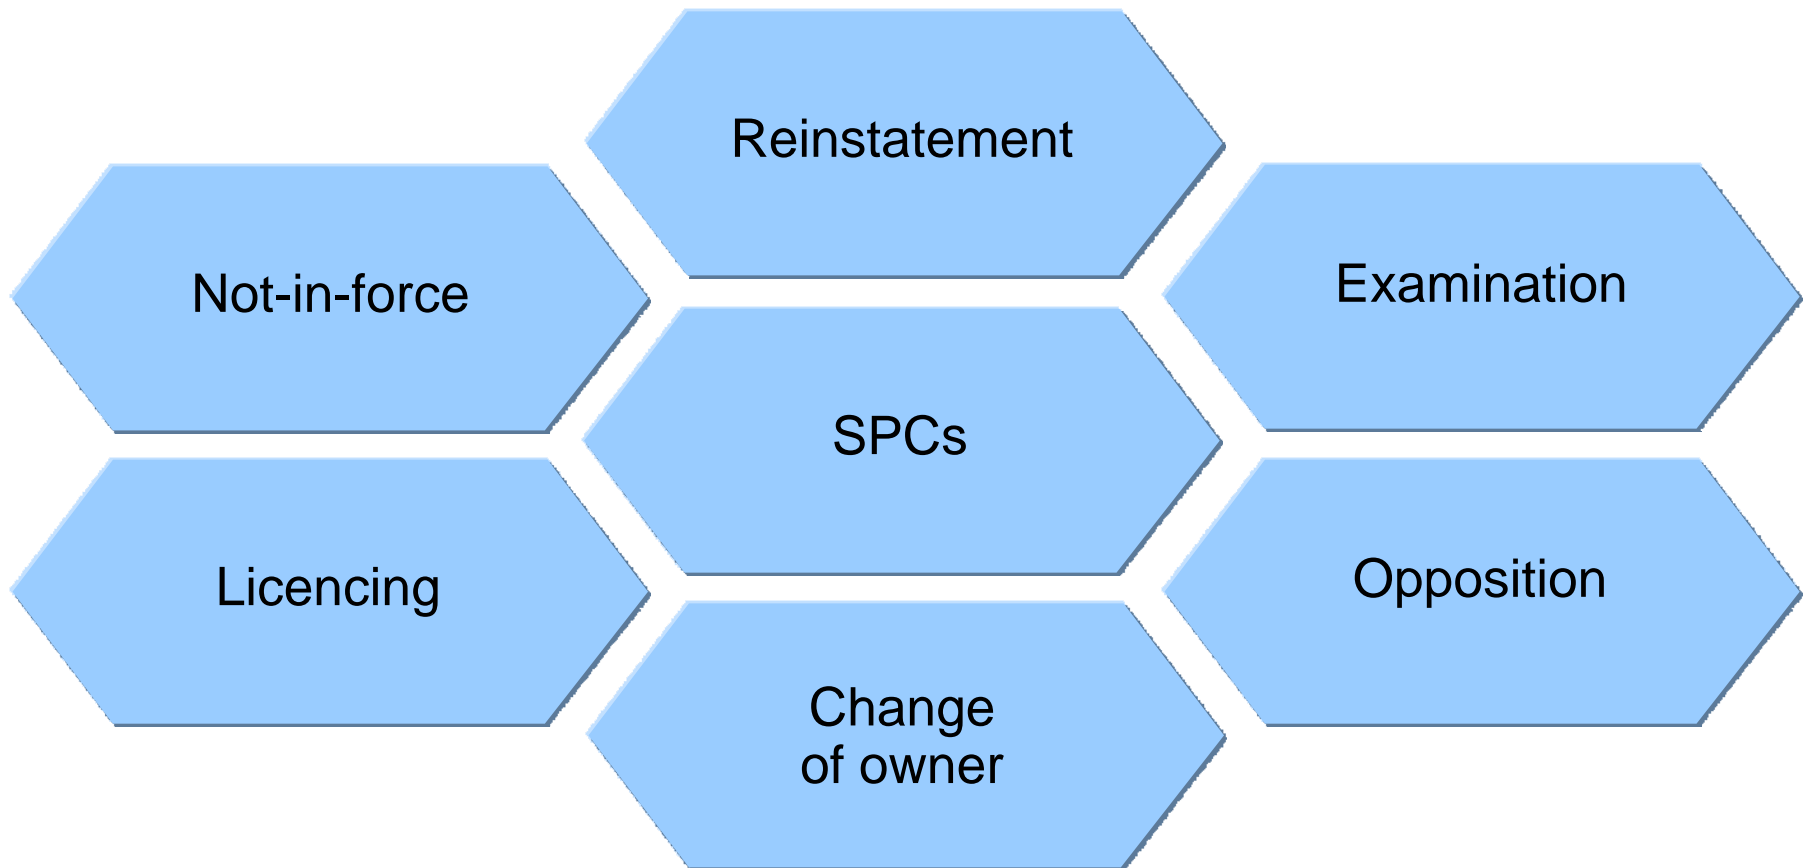 Reinstatement
Not-in-force
Examination
SPCs
Licencing
Opposition
Change
of owner